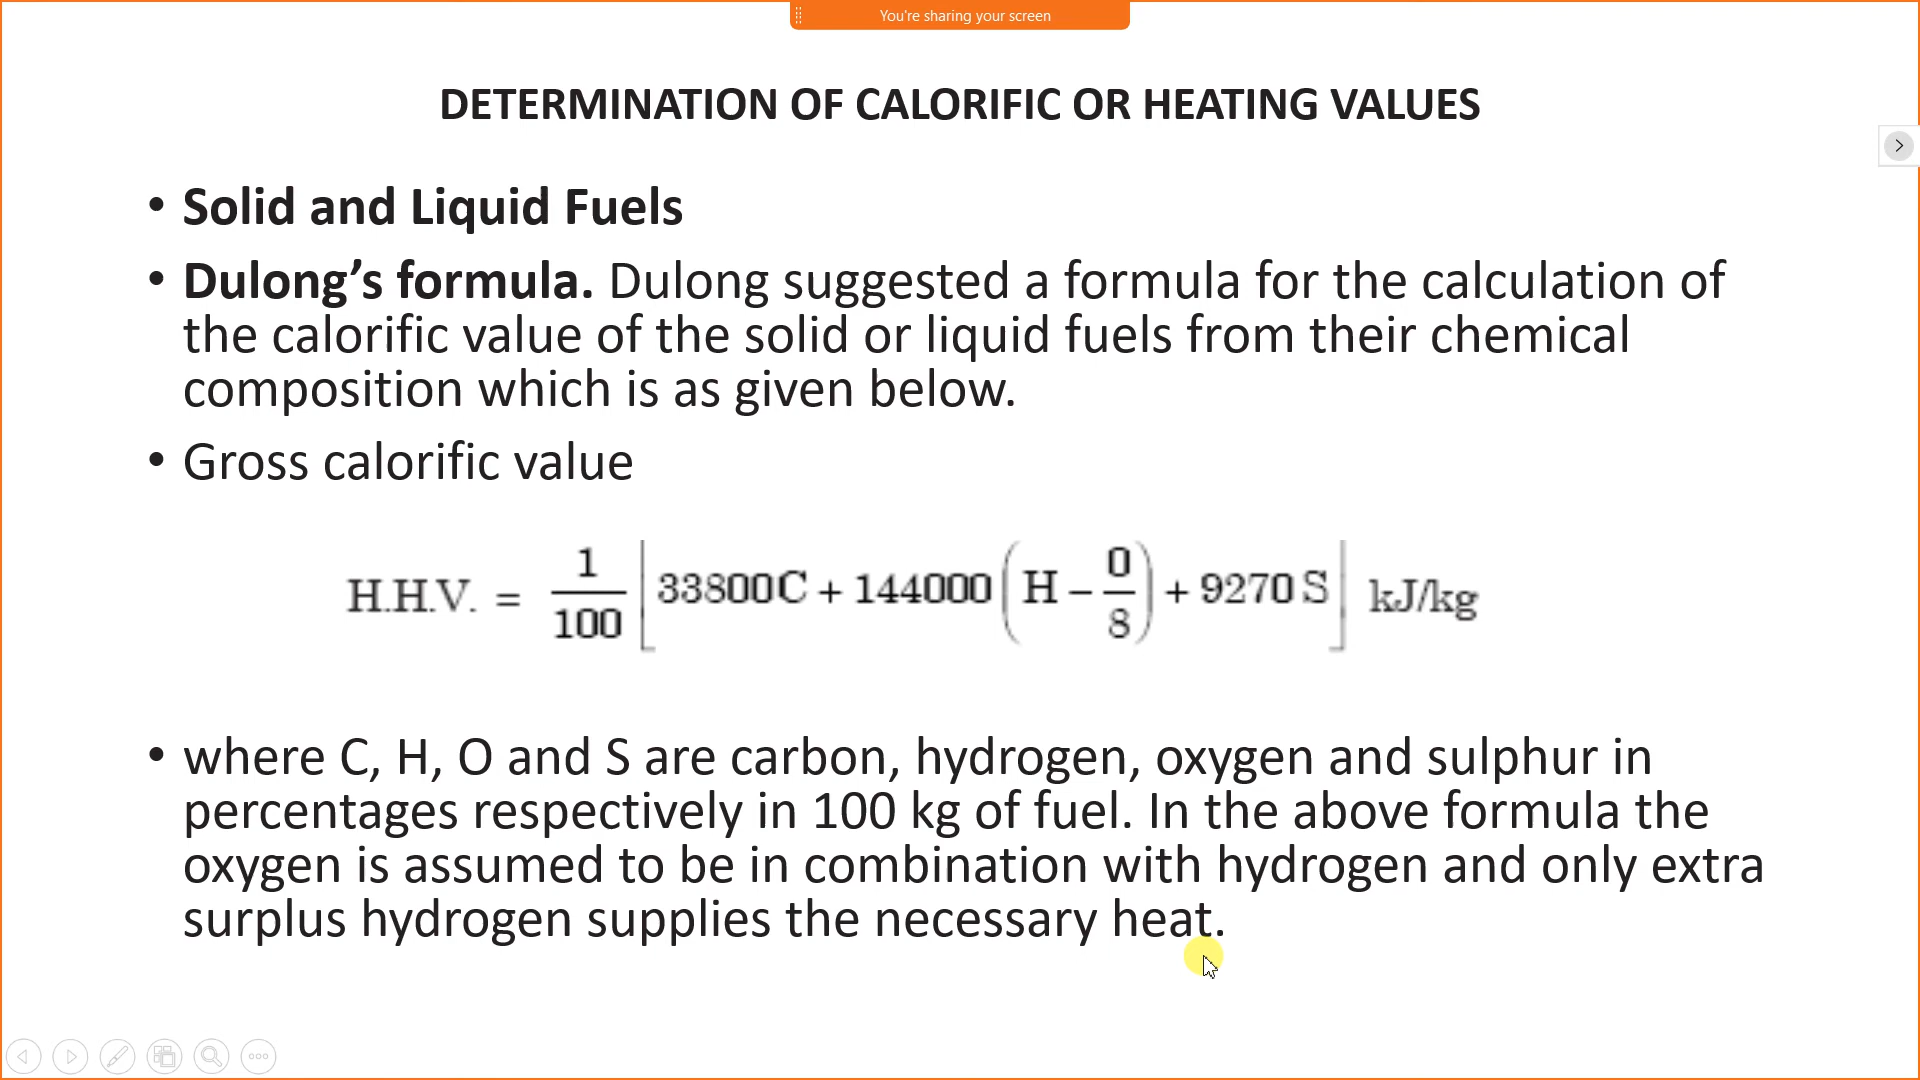 You're sharing your screen
DETERMINATION OF CALORIFIC OR HEATING VALUES
• Solid and Liquid Fuels
• Dulong’s formula. Dulong suggested a formula for the calculation of
the calorific value of the solid or liquid fuels from their chemical
composition which is as given below.
• Gross calorific value
H.H.V. = 1/100 [33800C + 144000 (H − 0/8) + 9270 S] kJ/kg
• where C, H, O and S are carbon, hydrogen, oxygen and sulphur in
percentages respectively in 100 kg of fuel. In the above formula the
oxygen is assumed to be in combination with hydrogen and only extra
surplus hydrogen supplies the necessary heat.